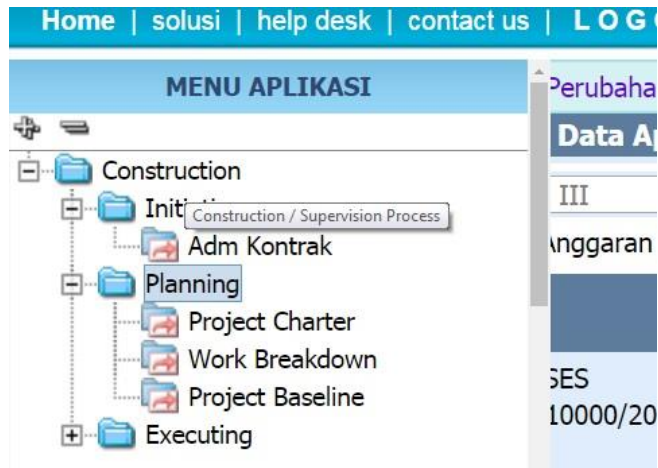 Home | solusi | help desk | contact us | LOG
MENU APLIKASI
Construction
Construction / Supervision Process
Adm Kontrak
Planning
Project Charter
Work Breakdown
Project Baseline
Executing
Perubaha
Data Ap
III
Anggaran
SES
10000/20